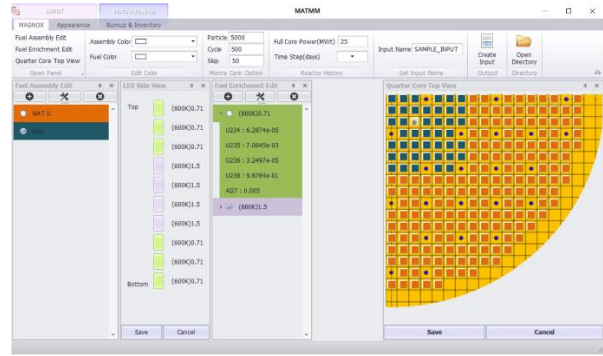 INPUT
DATA ANALYSIS
MATMM
MAGNOX Appearance Burnup & Inventory
Fuel Assembly Edit
Fuel Enrichment Edit
Quarter Core Top View
Open Panel
Assembly Color
Fuel Color
Edit Color
Particle 5000
Cycle 500
Skip 50
Monte Carlo Option
Full Core Power(MWt) 25
Time Step(days)
Reactor History
Input Name SAMPLE_INPUT
Set Input Name
Create Input
Output
Open Directory
Directory
Fuel Assembly Edit
NAT U
LEU
LEU Side View
Top
(600K)0.71
(600K)0.71
(600K)0.71
(600K)1.5
(600K)1.5
(600K)1.5
(600K)1.5
(600K)0.71
(600K)0.71
(600K)0.71
Bottom
Save Cancel
Fuel Enrichment Edit
(600K)0.71
U234 : 6.2874e-05
U235 : 7.0845e-03
U236 : 3.2497e-05
U238 : 9.8784e-01
Al27 : 0.005
(600K)1.5
Quarter Core Top View
Save Cancel